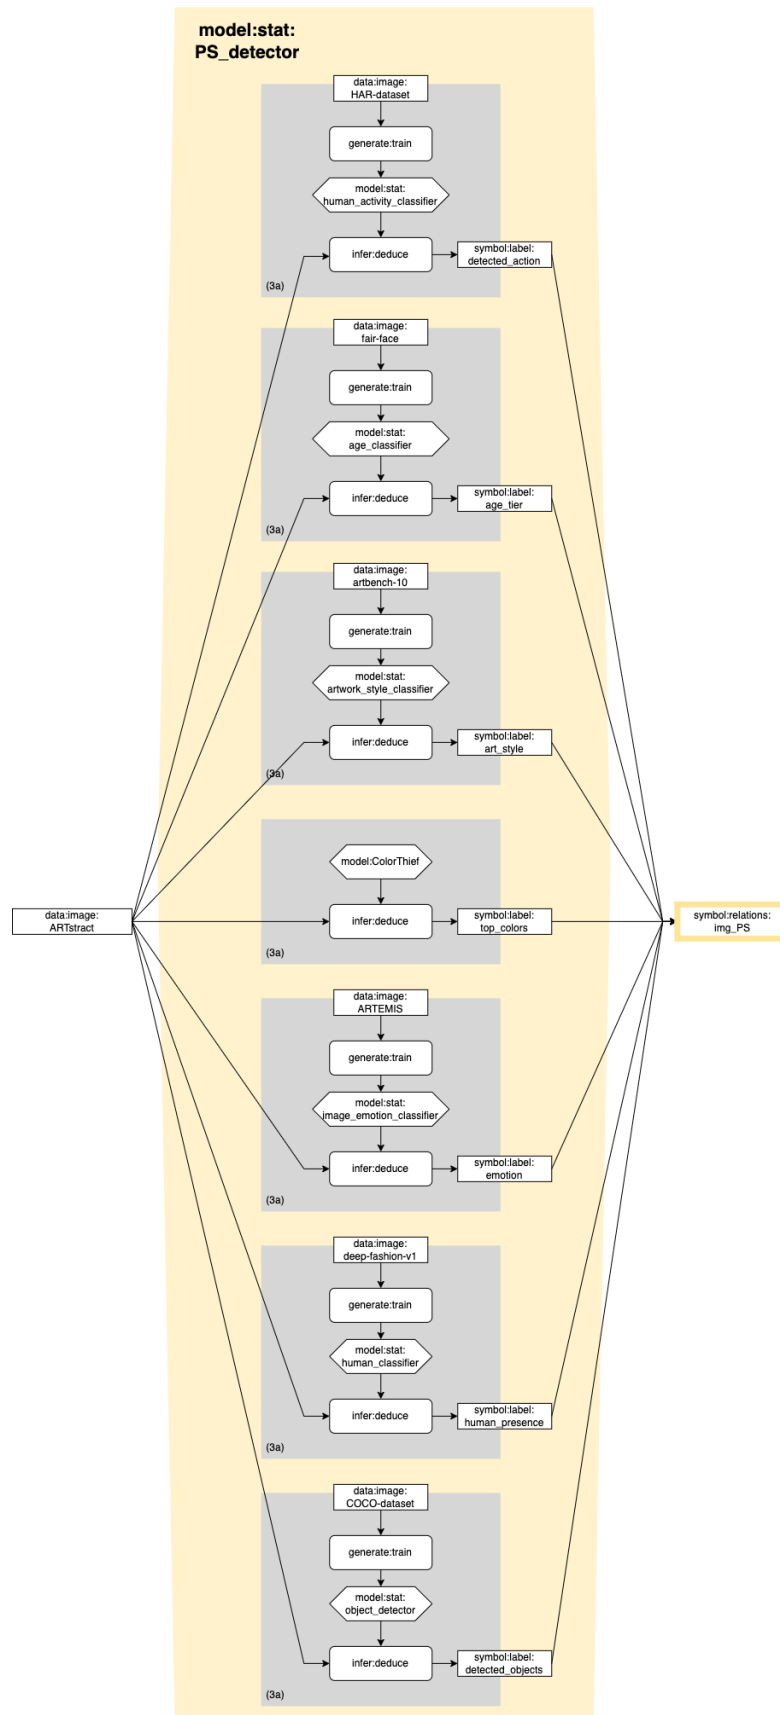 model:stat:
PS_detector
data:image:
HAR-dataset
generate:train
model:stat:
human_activity_classifier
infer:deduce
symbol:label:
detected_action
(3a)
data:image:
fair-face
generate:train
model:stat:
age_classifier
infer:deduce
symbol:label:
age_tier
(3a)
data:image:
artbench-10
generate:train
model:stat:
artwork_style_classifier
infer:deduce
symbol:label:
art_style
(3a)
model:ColorThief
data:image:
ARTstract
infer:deduce
symbol:label:
top_colors
symbol:relations:
img_PS
(3a)
data:image:
ARTEMIS
generate:train
model:stat:
image_emotion_classifier
infer:deduce
symbol:label:
emotion
(3a)
data:image:
deep-fashion-v1
generate:train
model:stat:
human_classifier
infer:deduce
symbol:label:
human_presence
(3a)
data:image:
COCO-dataset
generate:train
model:stat:
object_detector
infer:deduce
symbol:label:
detected_objects
(3a)